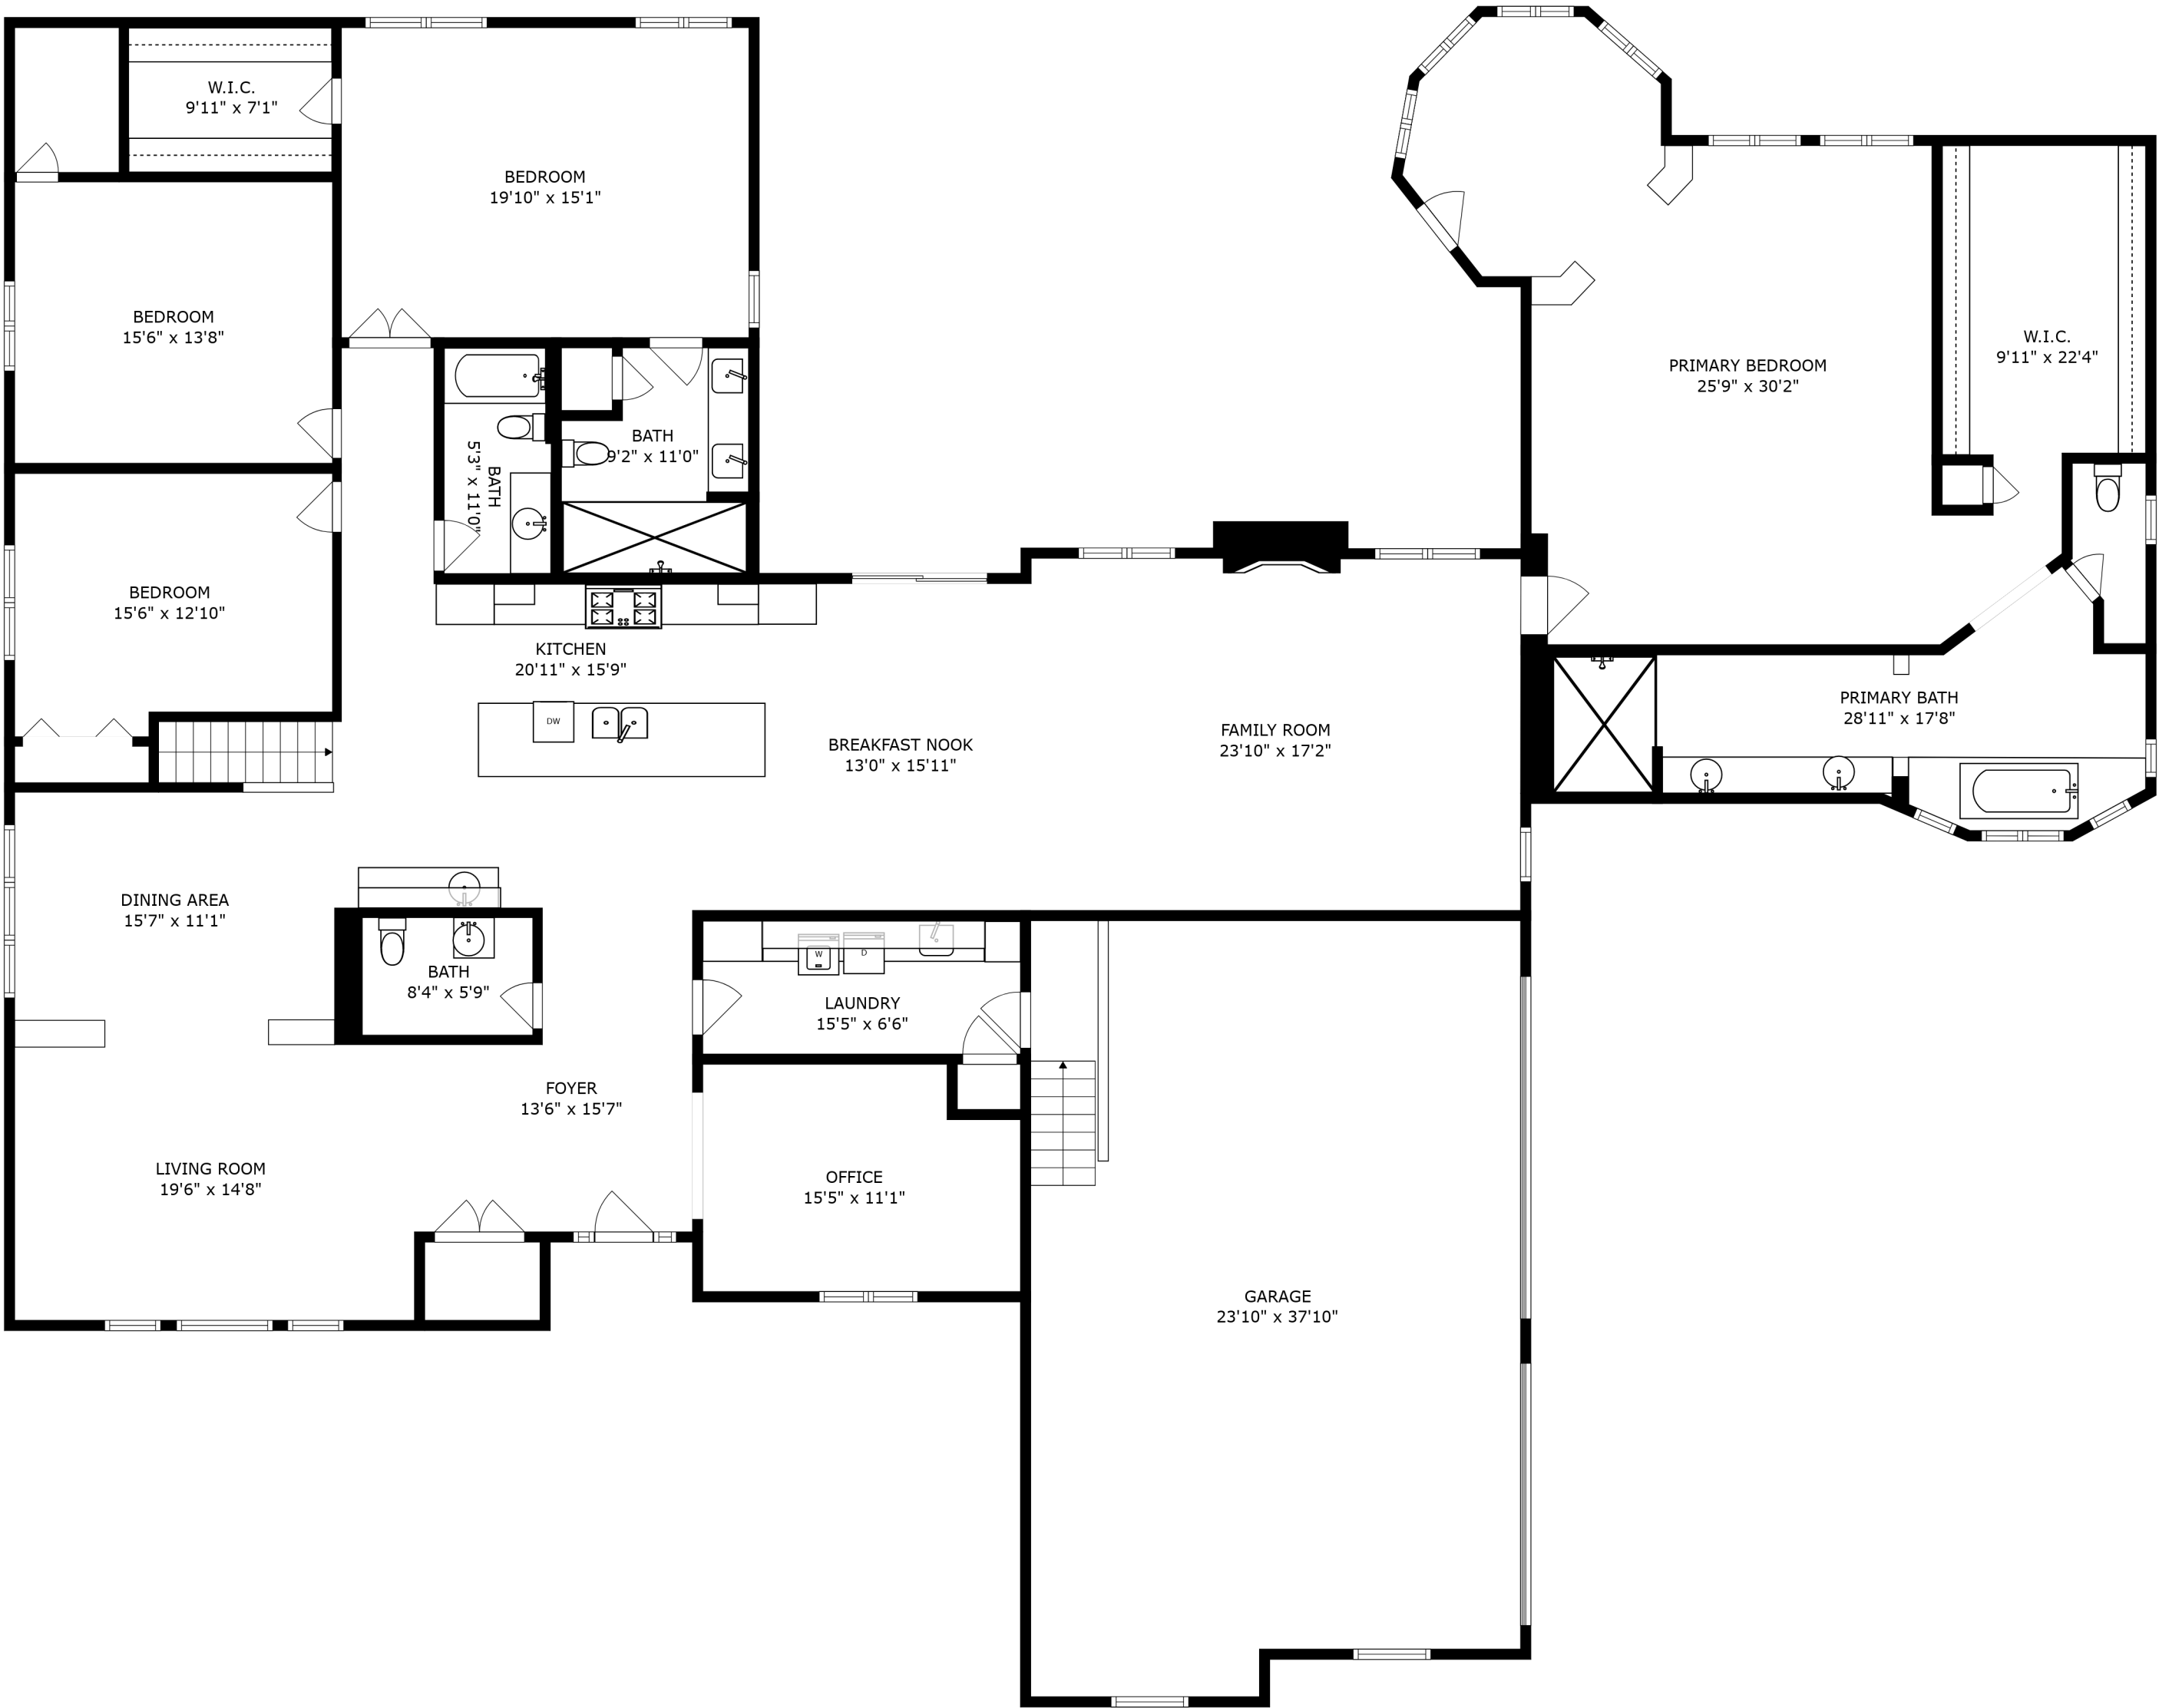 W.I.C.
9'11" x 7'1"
BEDROOM
19'10" x 15'1"
BEDROOM
15'6" x 13'8"
W.I.C.
9'11" x 22'4"
PRIMARY BEDROOM
25'9" x 30'2"
BATH
9'2" x 11'0"
BATH
5'3" x 11'0"
BEDROOM
15'6" x 12'10"
KITCHEN
20'11" x 15'9"
DW
PRIMARY BATH
28'11" x 17'8"
FAMILY ROOM
23'10" x 17'2"
BREAKFAST NOOK
13'0" x 15'11"
DINING AREA
15'7" x 11'1"
BATH
8'4" x 5'9"
W
D
LAUNDRY
15'5" x 6'6"
FOYER
13'6" x 15'7"
LIVING ROOM
19'6" x 14'8"
OFFICE
15'5" x 11'1"
GARAGE
23'10" x 37'10"